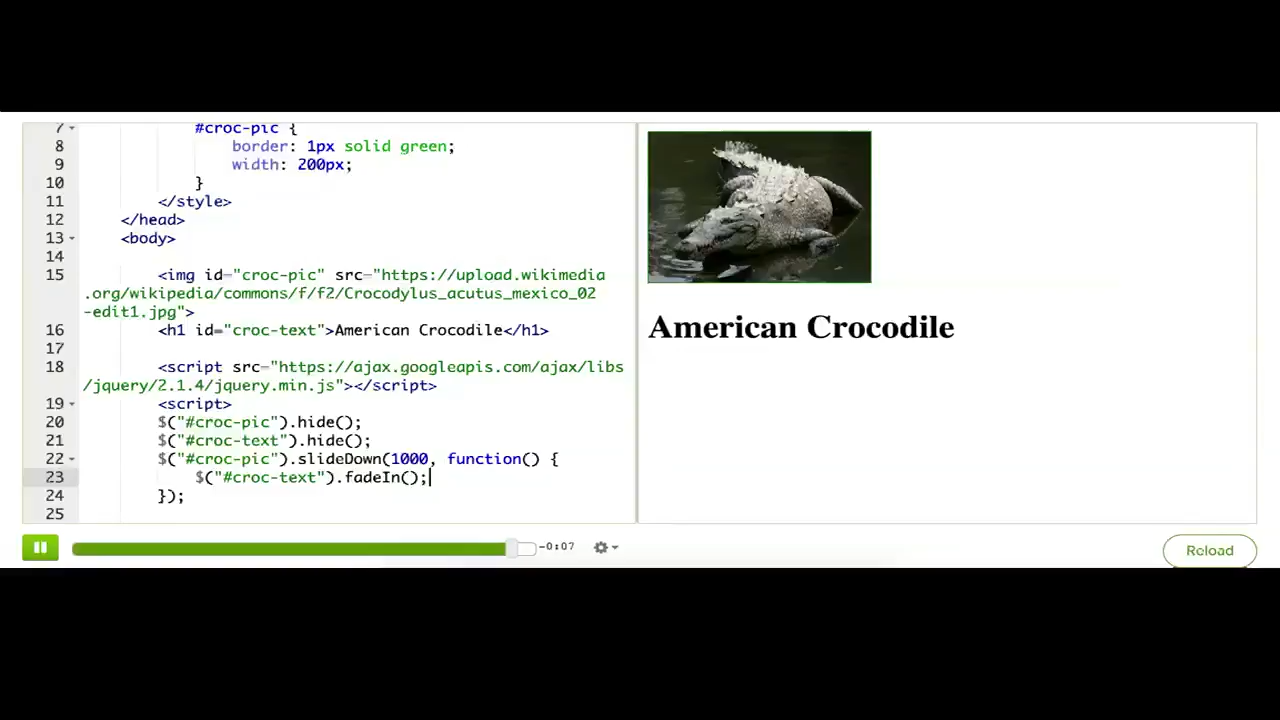 7
#croc-pic {
8
border: 1px solid green;
9
width: 200px;
10
}
11
</style>
12
</head>
13
<body>
14
15
<img id="croc-pic" src="https://upload.wikimedia
.org/wikipedia/commons/f/f2/Crocodylus_acutus_mexico_02
-edit1.jpg">
16
<h1 id="croc-text">American Crocodile</h1>
17
18
<script src="https://ajax.googleapis.com/ajax/libs
/jquery/2.1.4/jquery.min.js"></script>
19
<script>
20
$("#croc-pic").hide();
21
$("#croc-text").hide();
22
$("#croc-pic").slideDown(1000, function() {
23
$("#croc-text").fadeIn();
24
});
25
American Crocodile
-0:07
Reload